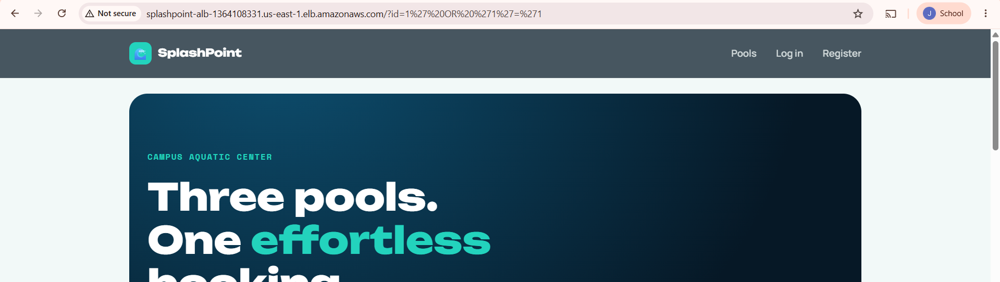 Not secure
splashpoint-alb-1364108331.us-east-1.elb.amazonaws.com/?id=1%27%20OR%20%271%27=%271
J
School
SplashPoint
Pools
Log in
Register
CAMPUS AQUATIC CENTER
Three pools.
One effortless
booking